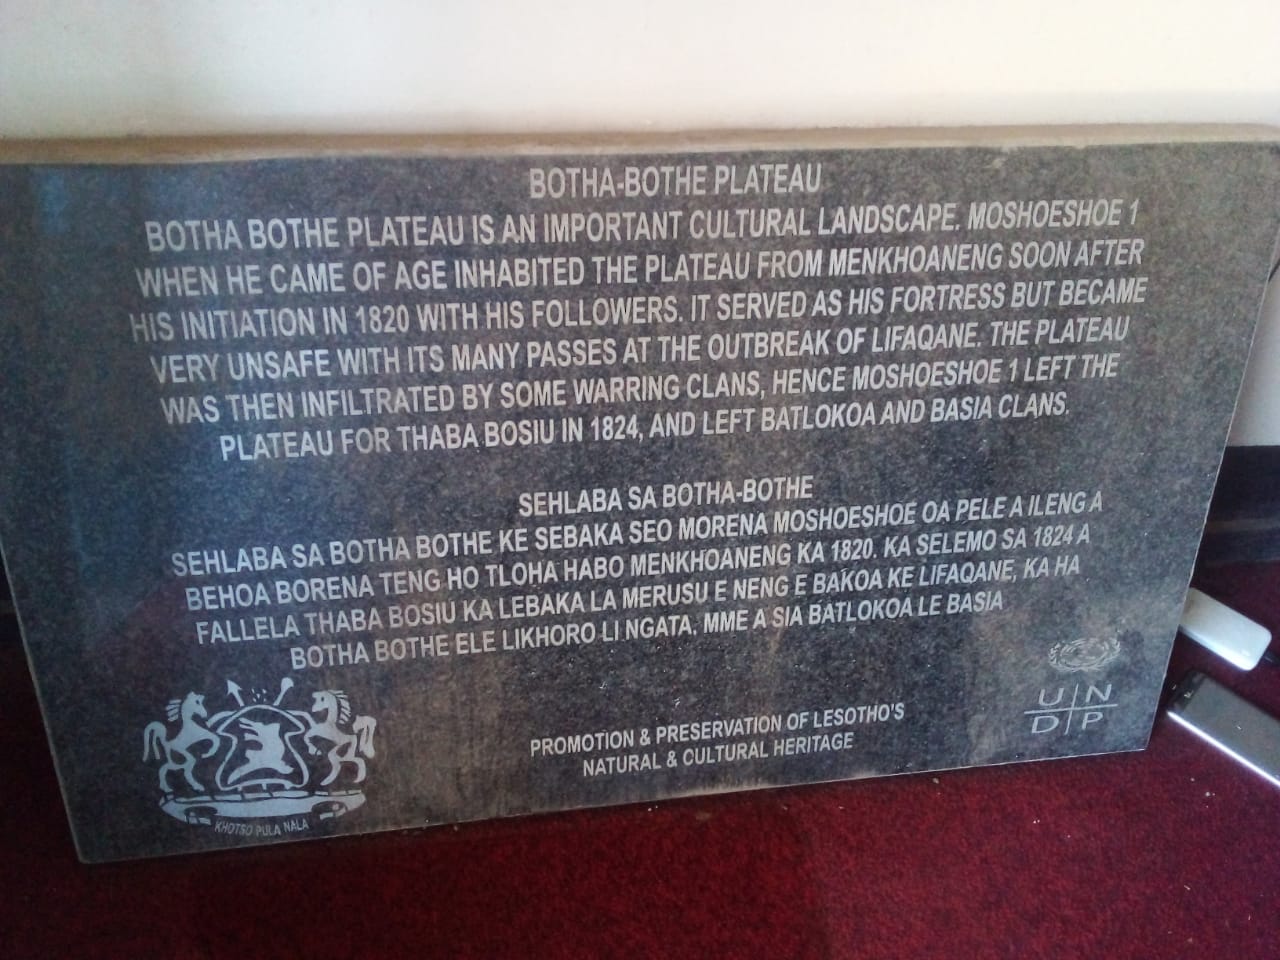 BOTHA-BOTHE PLATEAU
BOTHA BOTHE PLATEAU IS AN IMPORTANT CULTURAL LANDSCAPE. MOSHOESHOE 1
WHEN HE CAME OF AGE INHABITED THE PLATEAU FROM MENKHOANENG SOON AFTER
HIS INITIATION IN 1820 WITH HIS FOLLOWERS. IT SERVED AS HIS FORTRESS BUT BECAME
VERY UNSAFE WITH ITS MANY PASSES AT THE OUTBREAK OF LIFAQANE. THE PLATEAU
WAS THEN INFILTRATED BY SOME WARRING CLANS, HENCE MOSHOESHOE 1 LEFT THE
PLATEAU FOR THABA BOSIU IN 1824, AND LEFT BATLOKOA AND BASIA CLANS.
SEHLABA SA BOTHA-BOTHE
SEHLABA SA BOTHA BOTHE KE SEBAKA SEO MORENA MOSHOESHOE OA PELE A ILENG A
BEHOA BORENA TENG HO TLOHA HABO MENKHOANENG KA 1820. KA SELEMO SA 1824 A
FALLELA THABA BOSIU KA LEBAKA LA MERUSU E NENG E BAKOA KE LIFAQANE, KA HA
BOTHA BOTHE ELE LIKHORO LI NGATA, MME A SIA BATLOKOA LE BASIA
PROMOTION & PRESERVATION OF LESOTHO'S
NATURAL & CULTURAL HERITAGE
KHOTSO PULA NALA
U N
D P